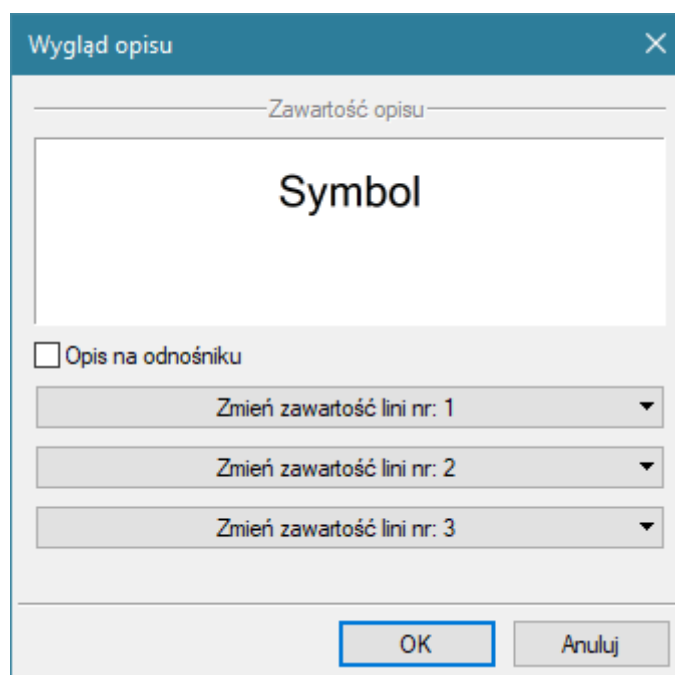 Wygląd opisu
Zawartość opisu
Symbol
Opis na odnośniku
Zmień zawartość lini nr: 1
Zmień zawartość lini nr: 2
Zmień zawartość lini nr: 3
OK Anuluj